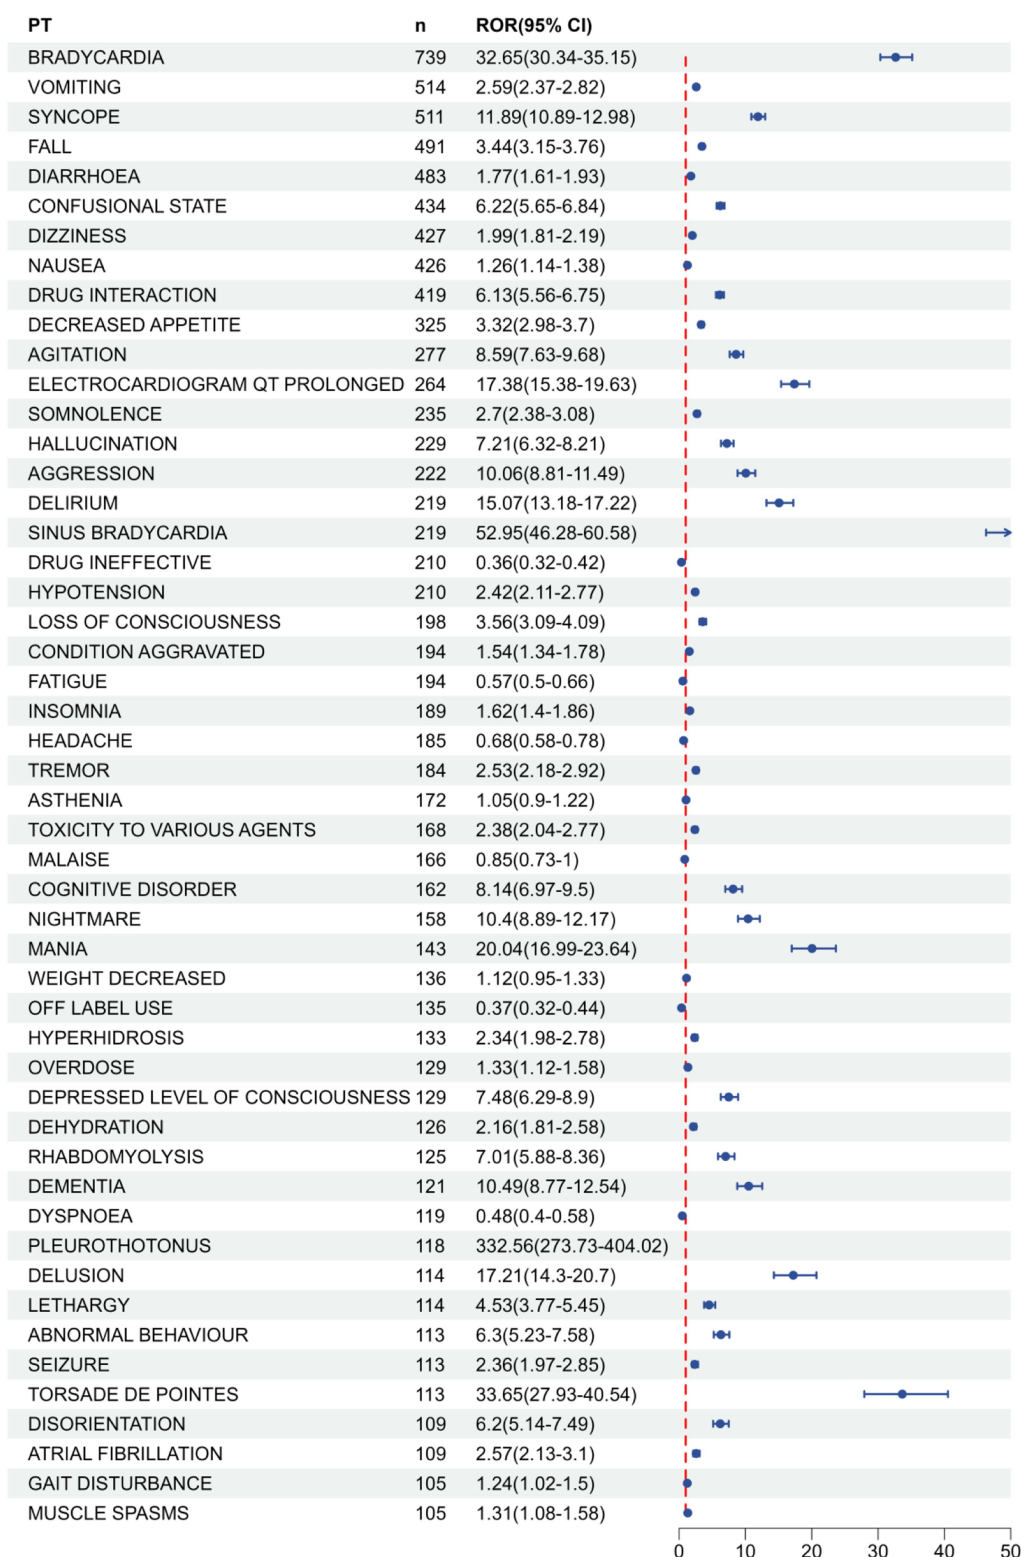 PT n ROR(95% CI)
BRADYCARDIA 739 32.65(30.34-35.15)
VOMITING 514 2.59(2.37-2.82)
SYNCOPE 511 11.89(10.89-12.98)
FALL 491 3.44(3.15-3.76)
DIARRHOEA 483 1.77(1.61-1.93)
CONFUSIONAL STATE 434 6.22(5.65-6.84)
DIZZINESS 427 1.99(1.81-2.19)
NAUSEA 426 1.26(1.14-1.38)
DRUG INTERACTION 419 6.13(5.56-6.75)
DECREASED APPETITE 325 3.32(2.98-3.7)
AGITATION 277 8.59(7.63-9.68)
ELECTROCARDIOGRAM QT PROLONGED 264 17.38(15.38-19.63)
SOMNOLENCE 235 2.7(2.38-3.08)
HALLUCINATION 229 7.21(6.32-8.21)
AGGRESSION 222 10.06(8.81-11.49)
DELIRIUM 219 15.07(13.18-17.22)
SINUS BRADYCARDIA 219 52.95(46.28-60.58)
DRUG INEFFECTIVE 210 0.36(0.32-0.42)
HYPOTENSION 210 2.42(2.11-2.77)
LOSS OF CONSCIOUSNESS 198 3.56(3.09-4.09)
CONDITION AGGRAVATED 194 1.54(1.34-1.78)
FATIGUE 194 0.57(0.5-0.66)
INSOMNIA 189 1.62(1.4-1.86)
HEADACHE 185 0.68(0.58-0.78)
TREMOR 184 2.53(2.18-2.92)
ASTHENIA 172 1.05(0.9-1.22)
TOXICITY TO VARIOUS AGENTS 168 2.38(2.04-2.77)
MALAISE 166 0.85(0.73-1)
COGNITIVE DISORDER 162 8.14(6.97-9.5)
NIGHTMARE 158 10.4(8.89-12.17)
MANIA 143 20.04(16.99-23.64)
WEIGHT DECREASED 136 1.12(0.95-1.33)
OFF LABEL USE 135 0.37(0.32-0.44)
HYPERHIDROSIS 133 2.34(1.98-2.78)
OVERDOSE 129 1.33(1.12-1.58)
DEPRESSED LEVEL OF CONSCIOUSNESS 129 7.48(6.29-8.9)
DEHYDRATION 126 2.16(1.81-2.58)
RHABDOMYOLYSIS 125 7.01(5.88-8.36)
DEMENTIA 121 10.49(8.77-12.54)
DYSPNOEA 119 0.48(0.4-0.58)
PLEUROTHOTONUS 118 332.56(273.73-404.02)
DELUSION 114 17.21(14.3-20.7)
LETHARGY 114 4.53(3.77-5.45)
ABNORMAL BEHAVIOUR 113 6.3(5.23-7.58)
SEIZURE 113 2.36(1.97-2.85)
TORSADE DE POINTES 113 33.65(27.93-40.54)
DISORIENTATION 109 6.2(5.14-7.49)
ATRIAL FIBRILLATION 109 2.57(2.13-3.1)
GAIT DISTURBANCE 105 1.24(1.02-1.5)
MUSCLE SPASMS 105 1.31(1.08-1.58)
0 10 20 30 40 50